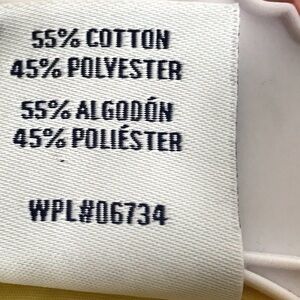 55% COTTON
45% POLYESTER
55% ALGODÓN
45% POLIÉSTER
WPL#06734